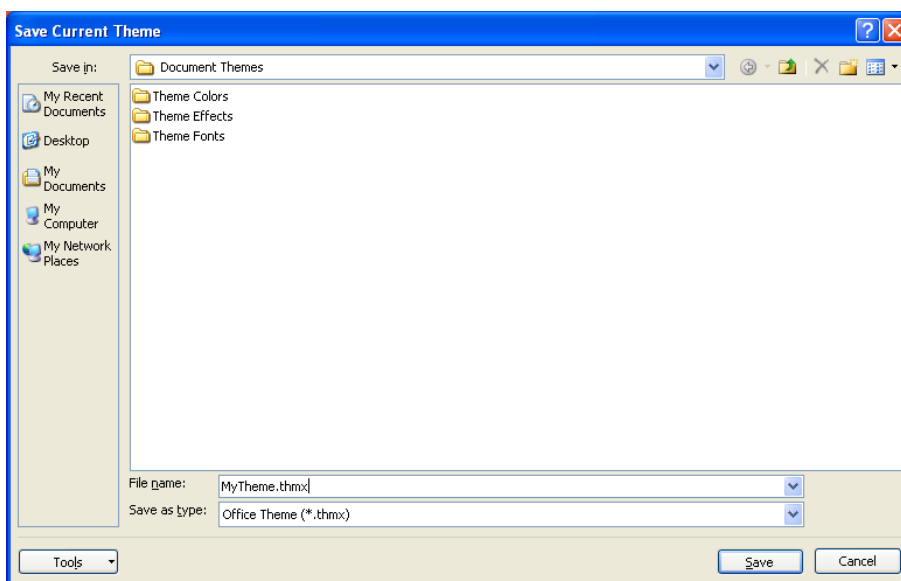 Save Current Theme
Save in:
Document Themes
My Recent
Documents
Desktop
My
Documents
My
Computer
My Network
Places
Theme Colors
Theme Effects
Theme Fonts
File name:
MyTheme.thmx
Save as type:
Office Theme (*.thmx)
Tools
Save
Cancel